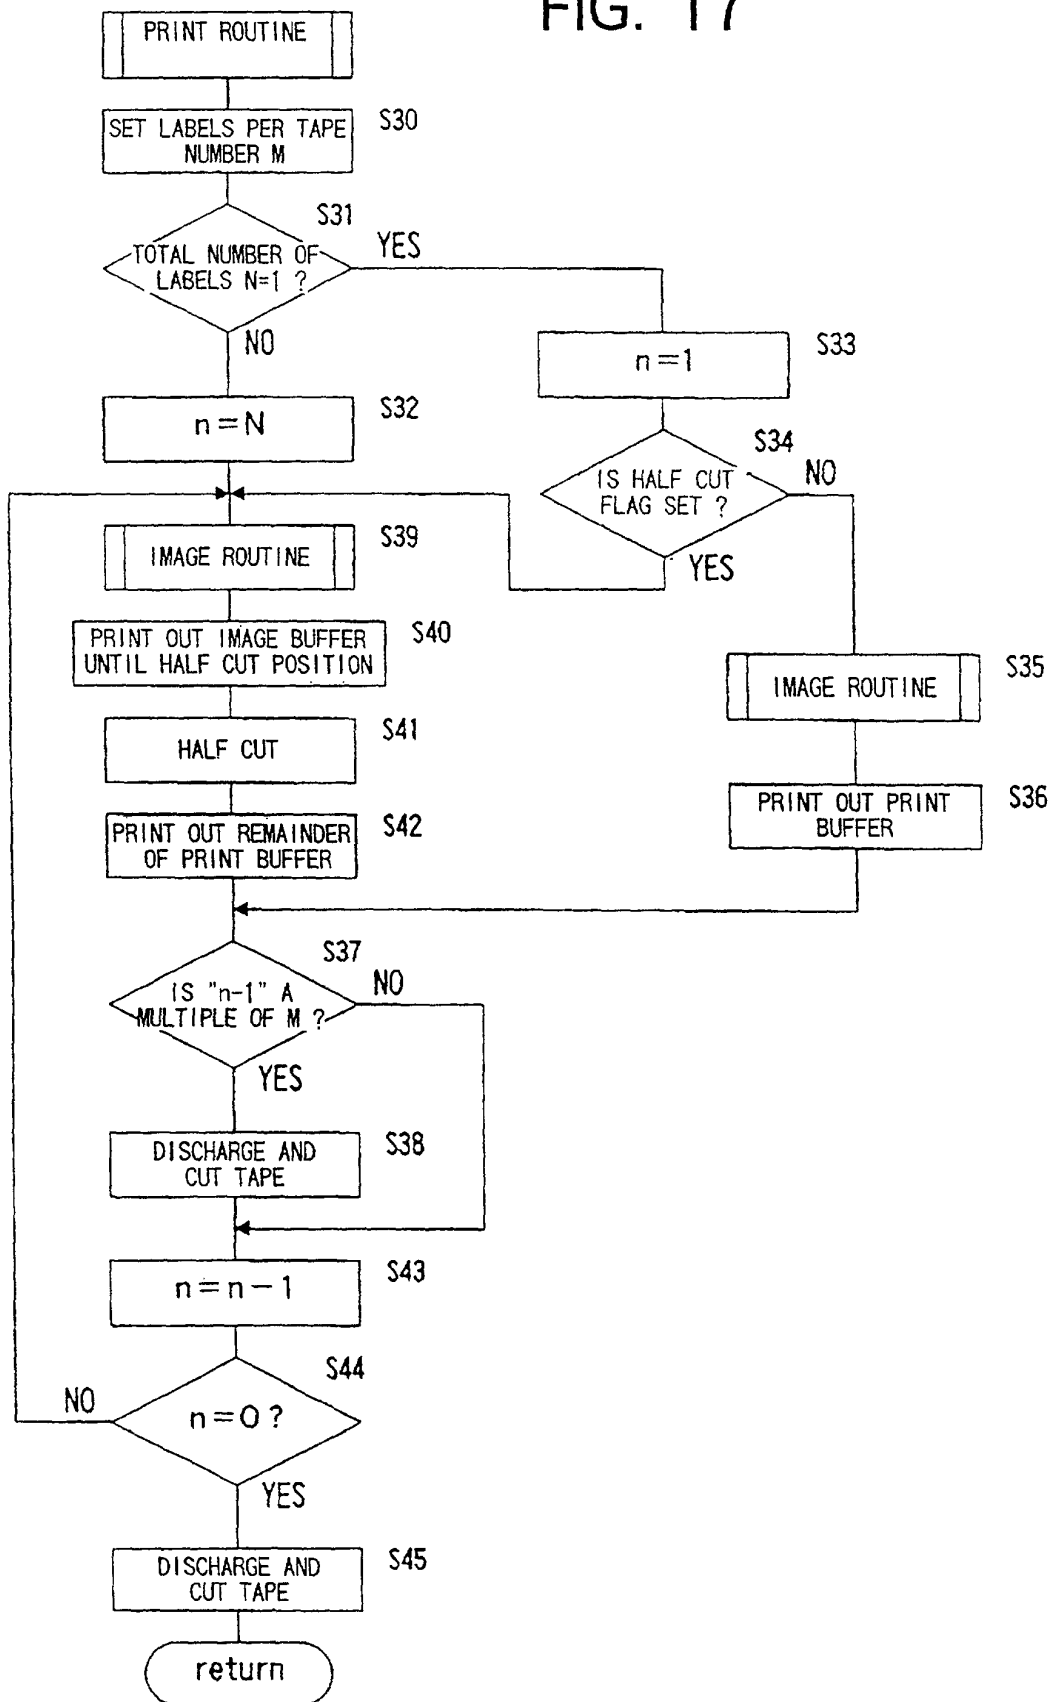 FIG. 17
PRINT ROUTINE
SET LABELS PER TAPE
NUMBER M
S30
S31
TOTAL NUMBER OF
LABELS N=1 ?
YES
NO
n=1
S33
n=N
S32
S34
IS HALF CUT
FLAG SET ?
NO
YES
IMAGE ROUTINE
S39
PRINT OUT IMAGE BUFFER
UNTIL HALF CUT POSITION
S40
IMAGE ROUTINE
S35
HALF CUT
S41
PRINT OUT PRINT
BUFFER
S36
PRINT OUT REMAINDER
OF PRINT BUFFER
S42
S37
IS "n-1" A
MULTIPLE OF M ?
NO
YES
DISCHARGE AND
CUT TAPE
S38
n=n-1
S43
S44
n=0?
NO
YES
DISCHARGE AND
CUT TAPE
S45
return